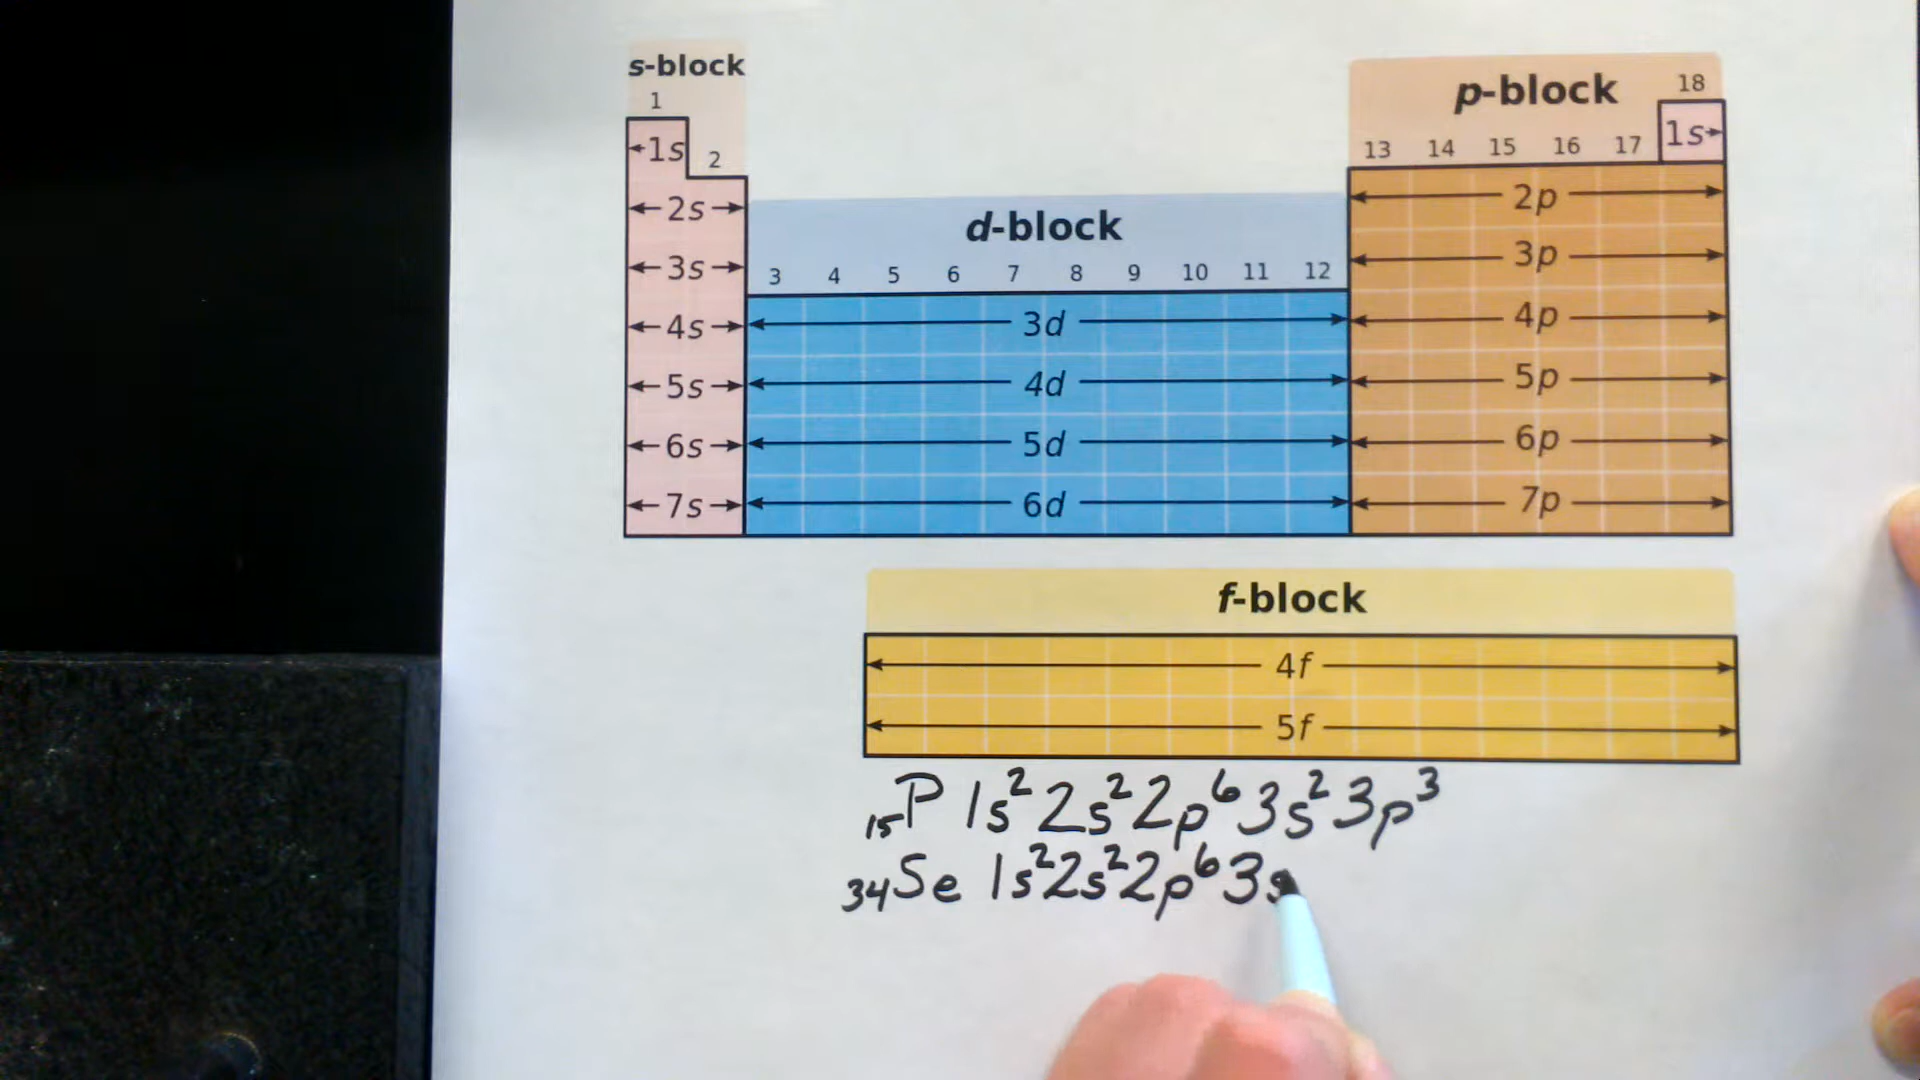 s-block
p-block
18
1
1s
13 14 15 16 17
1s
2
2p
2s
d-block
3p
3s
3 4 5 6 7 8 9 10 11 12
4s
3d
4p
5s
4d
5p
6s
5d
6p
7s
6d
7p
f-block
4f
5f
₁₅P 1s²2s²2p⁶3s²3p³
₃₄Se 1s²2s²2p⁶3s